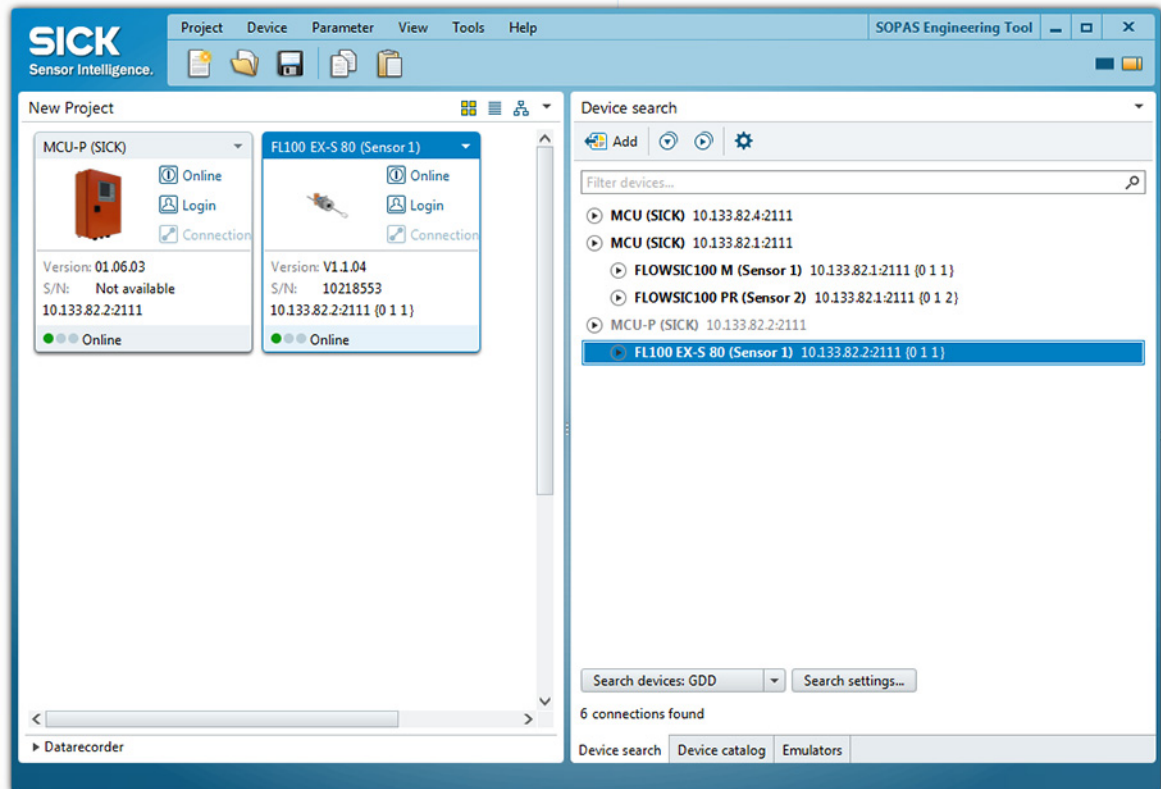 SICK
Sensor Intelligence.
Project Device Parameter View Tools Help
SOPAS Engineering Tool
New Project
MCU-P (SICK)
Online
Login
Connection
Version: 01.06.03
S/N: Not available
10.133.82.2:2111
Online
FL100 EX-S 80 (Sensor 1)
Online
Login
Connection
Version: V1.1.04
S/N: 10218553
10.133.82.2:2111 {0 1 1}
Online
Datarecorder
Device search
Add
Filter devices...
MCU (SICK) 10.133.82.4:2111
MCU (SICK) 10.133.82.1:2111
FLOWSIC100 M (Sensor 1) 10.133.82.1:2111 {0 1 1}
FLOWSIC100 PR (Sensor 2) 10.133.82.1:2111 {0 1 2}
MCU-P (SICK) 10.133.82.2:2111
FL100 EX-S 80 (Sensor 1) 10.133.82.2:2111 {0 1 1}
Search devices: GDD Search settings...
6 connections found
Device search Device catalog Emulators